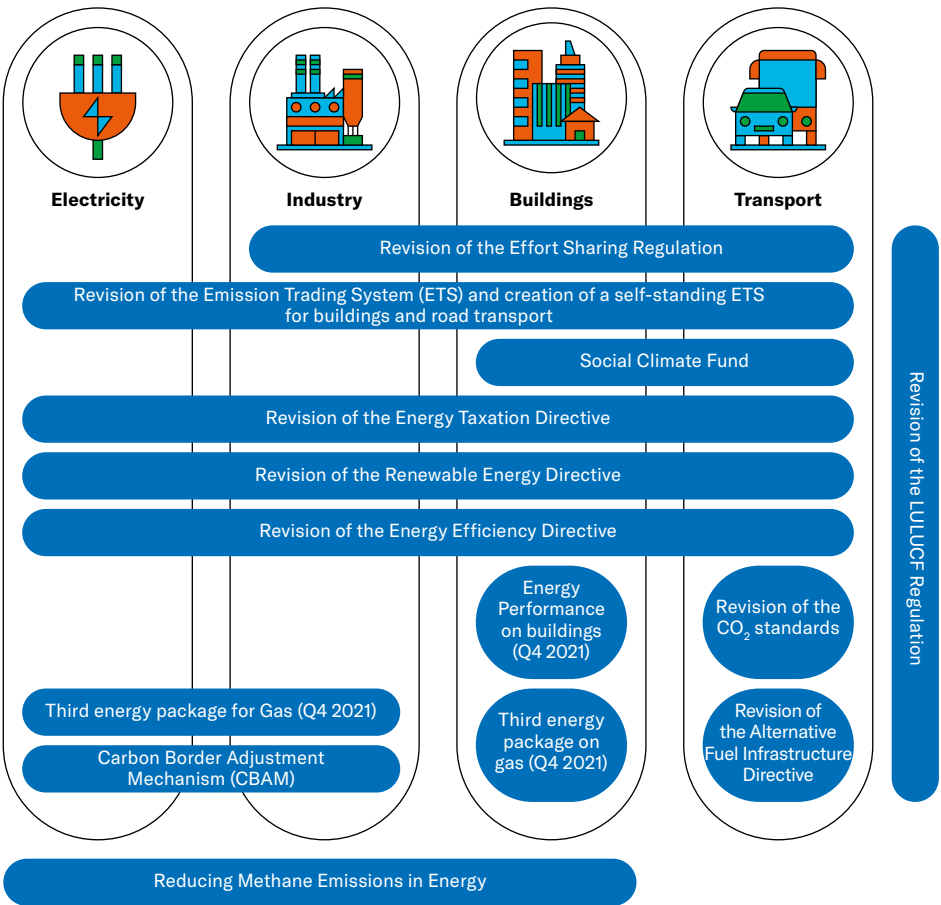 Electricity
Industry
Buildings
Transport
Revision of the Effort Sharing Regulation
Revision of the Emission Trading System (ETS) and creation of a self-standing ETS
for buildings and road transport
Social Climate Fund
Revision of the Energy Taxation Directive
Revision of the Renewable Energy Directive
Revision of the Energy Efficiency Directive
Energy
Performance
on buildings
(Q4 2021)
Revision of the
CO₂ standards
Third energy package for Gas (Q4 2021)
Carbon Border Adjustment
Mechanism (CBAM)
Third energy
package on
gas (Q4 2021)
Revision of
the Alternative
Fuel Infrastructure
Directive
Revision of the LULUCF Regulation
Reducing Methane Emissions in Energy